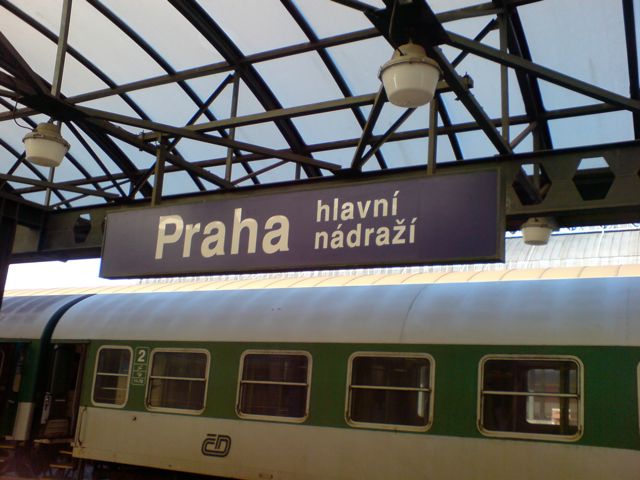 Praha hlavní
nádraží
2
ČD